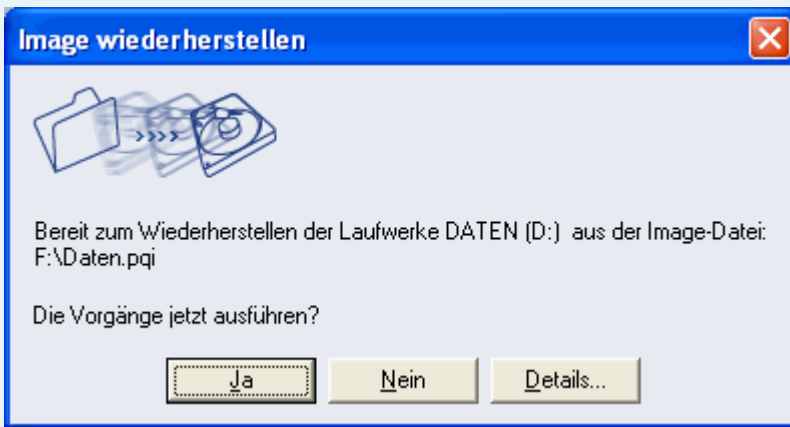 Image wiederherstellen
Bereit zum Wiederherstellen der Laufwerke DATEN (D:)  aus der Image-Datei:
F:\Daten.pqi
Die Vorgänge jetzt ausführen?
Ja
Nein
Details...